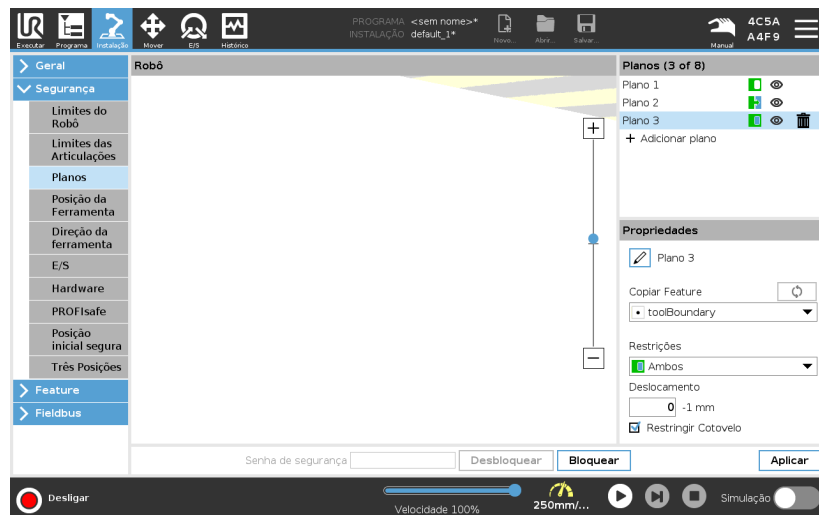 PROGRAMA <sem nome>*
INSTALAÇÃO default_1*
Executar Programa Instalação Mover E/S Histórico
Novo... Abrir... Salvar...
Manual
4C5A
A4F9
Geral
Segurança
Limites do
Robô
Limites das
Articulações
Planos
Posição da
Ferramenta
Direção da
ferramenta
E/S
Hardware
PROFIsafe
Posição
inicial segura
Três Posições
Feature
Fieldbus
Robô
Planos (3 of 8)
Plano 1
Plano 2
Plano 3
+ Adicionar plano
Propriedades
Plano 3
Copiar Feature
toolBoundary
Restrições
Ambos
Deslocamento
0 -1 mm
Restringir Cotovelo
Senha de segurança Desbloquear Bloquear Aplicar
Desligar
Velocidade 100%
250mm/...
Simulação